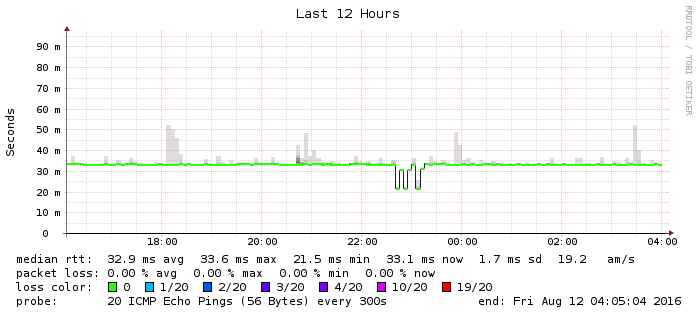 Last 12 Hours
RRDTOOL / TOBI OETIKER
Seconds
90 m
80 m
70 m
60 m
50 m
40 m
30 m
20 m
10 m
0
18:00 20:00 22:00 00:00 02:00 04:00
median rtt: 32.9 ms avg 33.6 ms max 21.5 ms min 33.1 ms now 1.7 ms sd 19.2 am/s
packet loss: 0.00 % avg 0.00 % max 0.00 % min 0.00 % now
loss color: 0 1/20 2/20 3/20 4/20 10/20 19/20
probe: 20 ICMP Echo Pings (56 Bytes) every 300s end: Fri Aug 12 04:05:04 2016